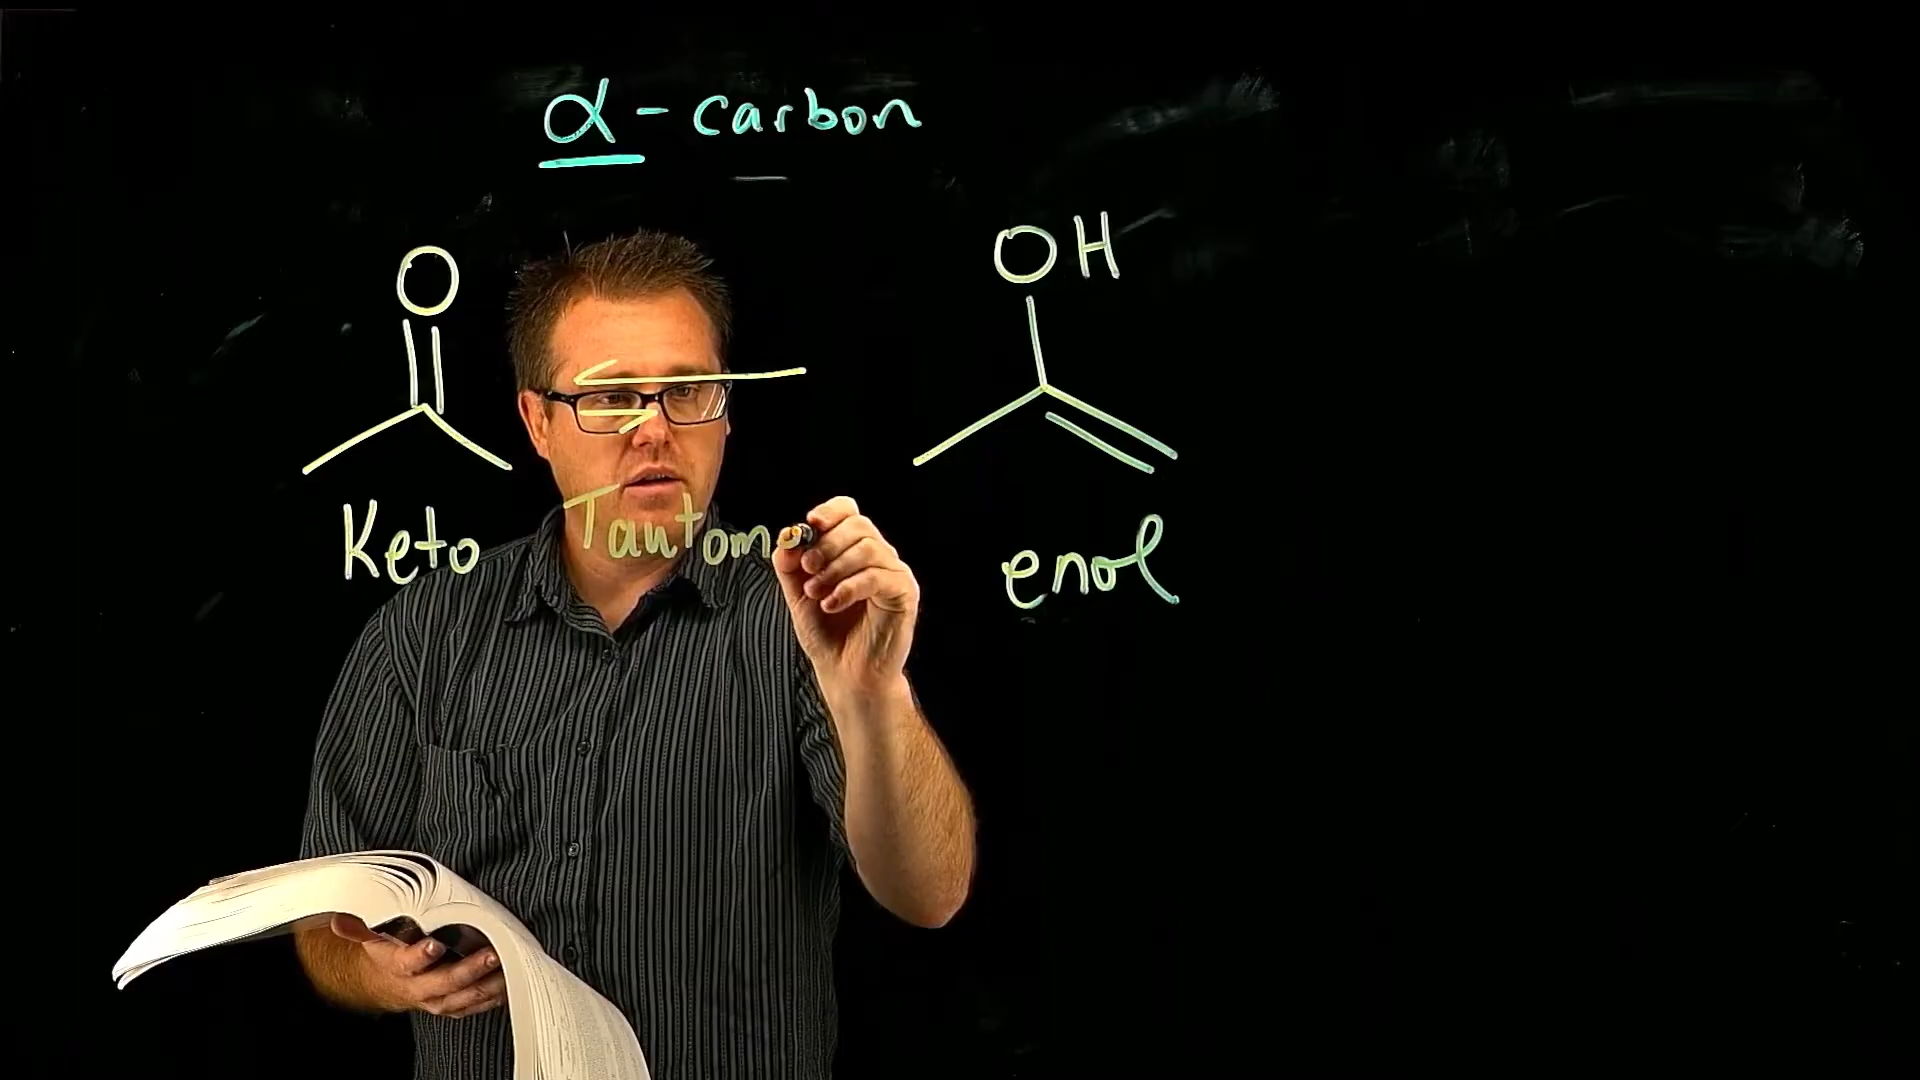 α - carbon
O
OH
Keto
Tautom
enol